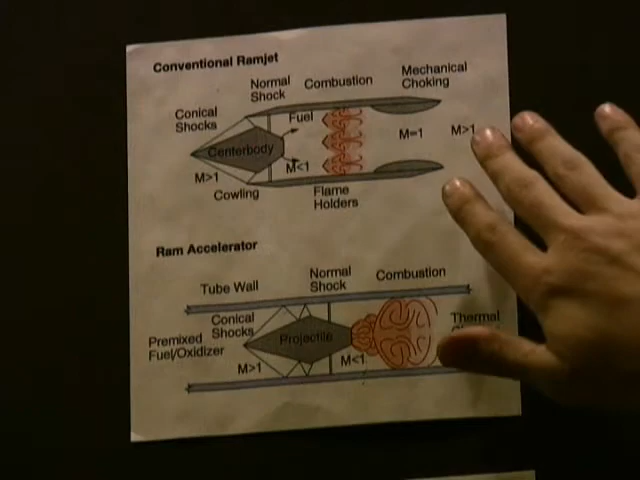 Conventional Ramjet
Normal
Shock
Combustion
Mechanical
Choking
Conical
Shocks
Fuel
Centerbody
M=1
M>1
M<1
M>1
Cowling
Flame
Holders
Ram Accelerator
Tube Wall
Normal
Shock
Combustion
Conical
Shocks
Thermal
Premixed
Fuel/Oxidizer
Projectile
M>1
M<1